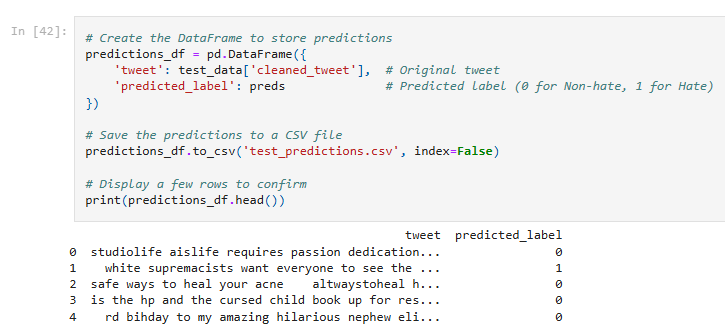 In [42]:
# Create the DataFrame to store predictions
predictions_df = pd.DataFrame({
    'tweet': test_data['cleaned_tweet'],  # Original tweet
    'predicted_label': preds              # Predicted label (0 for Non-hate, 1 for Hate)
})

# Save the predictions to a CSV file
predictions_df.to_csv('test_predictions.csv', index=False)

# Display a few rows to confirm
print(predictions_df.head())

                                               tweet  predicted_label
0  studiolife aislife requires passion dedication...                0
1    white supremacists want everyone to see the ...                1
2  safe ways to heal your acne    altwaystoheal h...                0
3  is the hp and the cursed child book up for res...                0
4    rd bihday to my amazing hilarious nephew eli...                0